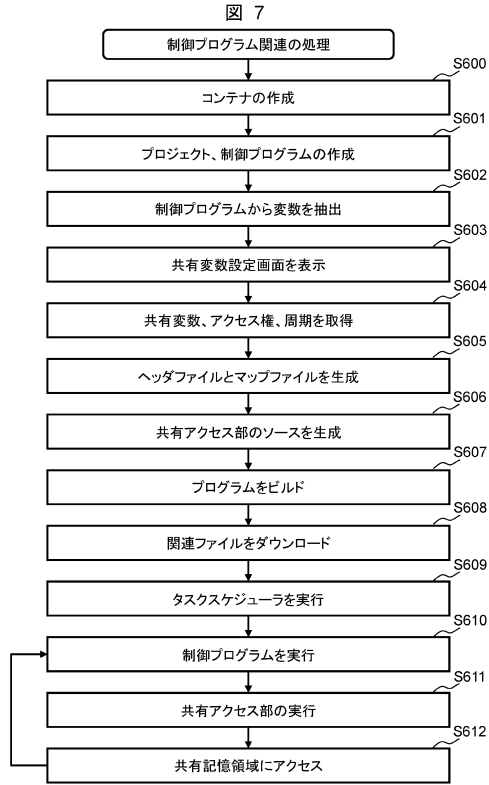 図 7
制御プログラム関連の処理
S600
コンテナの作成
S601
プロジェクト、制御プログラムの作成
S602
制御プログラムから変数を抽出
S603
共有変数設定画面を表示
S604
共有変数、アクセス権、周期を取得
S605
ヘッダファイルとマップファイルを生成
S606
共有アクセス部のソースを生成
S607
プログラムをビルド
S608
関連ファイルをダウンロード
S609
タスクスケジューラを実行
S610
制御プログラムを実行
S611
共有アクセス部の実行
S612
共有記憶領域にアクセス